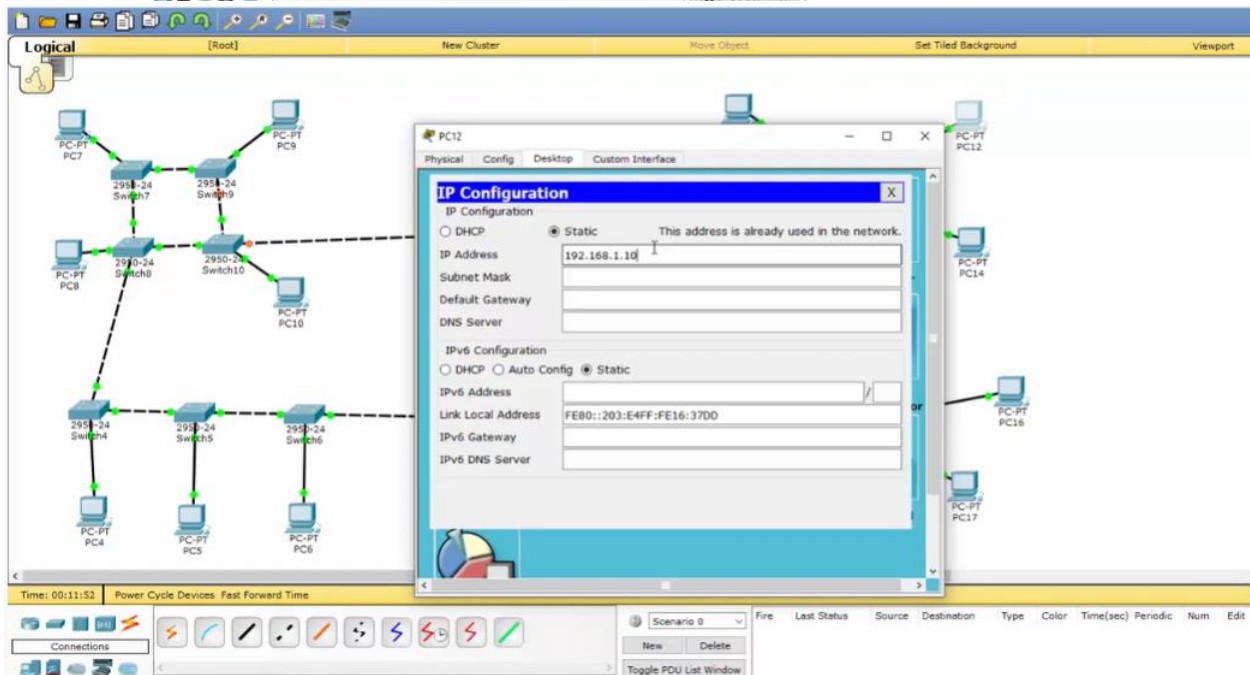 Logical [Root] New Cluster Move Object Set Tiled Background Viewport
PC-PT
PC7
PC-PT
PC9
2950-24
Switch7
2950-24
Switch9
PC-PT
PC8
2950-24
Switch8
2950-24
Switch10
PC-PT
PC10
2950-24
Switch4
2950-24
Switch5
2950-24
Switch6
PC-PT
PC4
PC-PT
PC5
PC-PT
PC6
PC12
Physical Config Desktop Custom Interface
IP Configuration X
IP Configuration
DHCP Static This address is already used in the network.
IP Address 192.168.1.10
Subnet Mask
Default Gateway
DNS Server
IPv6 Configuration
DHCP Auto Config Static
IPv6 Address /
Link Local Address FE80::203:E4FF:FE16:37DD
IPv6 Gateway
IPv6 DNS Server
PC-PT
PC12
PC-PT
PC14
or
PC-PT
PC16
PC-PT
PC17
Time: 00:11:52 Power Cycle Devices Fast Forward Time
Connections
Scenario 0
New Delete
Toggle PDU List Window
Fire Last Status Source Destination Type Color Time(sec) Periodic Num Edit